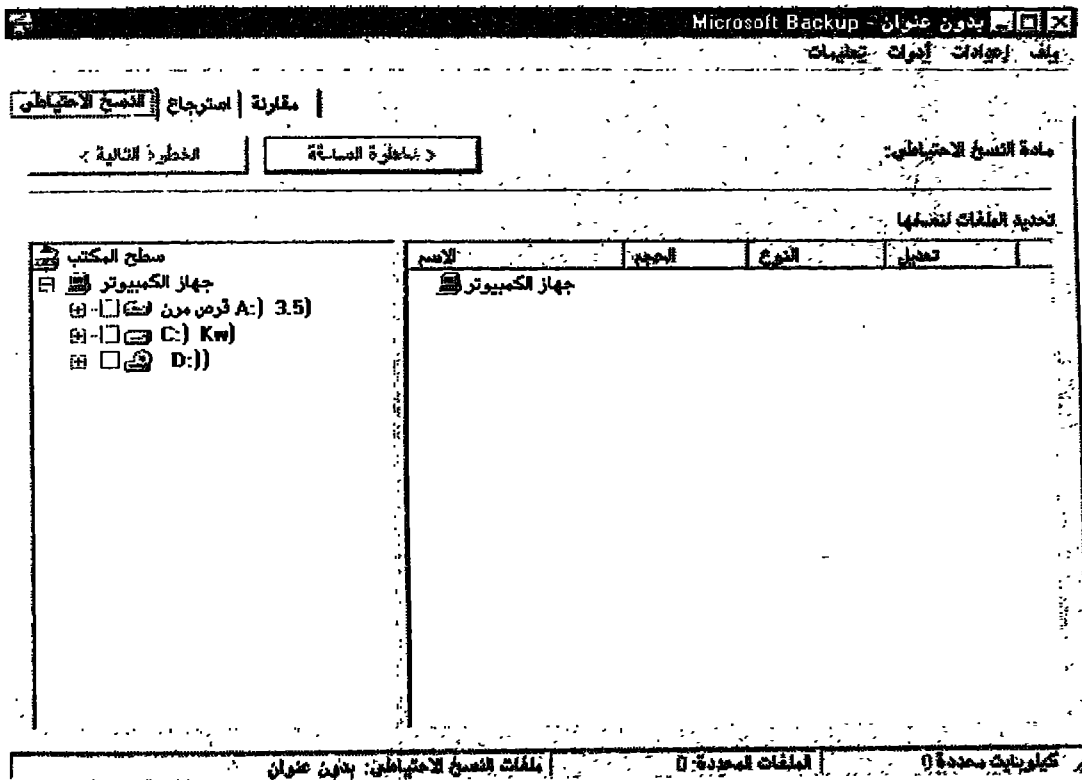 بدون عنوان - Microsoft Backup
ملف إعدادات أدوات تعليمات
النسخ الاحتياطي استرجاع مقارنة
مادة النسخ الاحتياطي:
< الخطوة السابقة
الخطوة التالية >
تحديد الملفات لنسخها
سطح المكتب
جهاز الكمبيوتر
قرص مرن 3.5 (A:)
Kw (C:)
(D:)
الاسم الحجم النوع تعديل
جهاز الكمبيوتر
ملفات النسخ الاحتياطي: بدون عنوان
الملفات المحددة: 0
كيلوبايت محددة 0